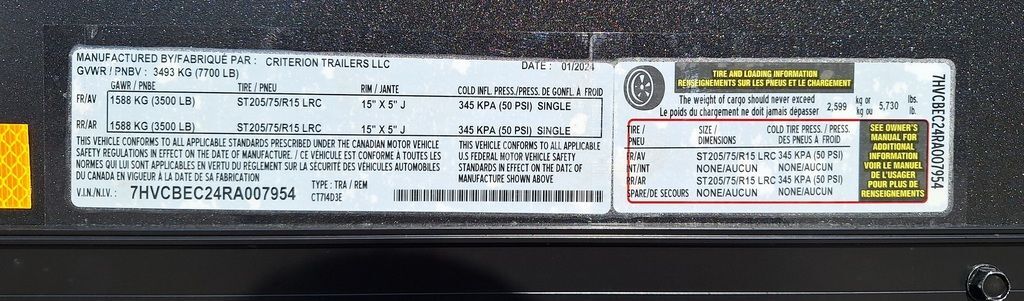 MANUFACTURED BY/FABRIQUÉ PAR : CRITERION TRAILERS LLC
GVWR / PNBV : 3493 KG (7700 LB) DATE : 01/2024
GAWR / PNBE TIRE / PNEU RIM / JANTE COLD INFL. PRESS./PRESS. DE GONFL. À FROID
FR/AV 1588 KG (3500 LB) ST205/75/R15 LRC 15" X 5" J 345 KPA (50 PSI) SINGLE
RR/AR 1588 KG (3500 LB) ST205/75/R15 LRC 15" X 5" J 345 KPA (50 PSI) SINGLE
THIS VEHICLE CONFORMS TO ALL APPLICABLE STANDARDS PRESCRIBED UNDER THE CANADIAN MOTOR VEHICLE
SAFETY REGULATIONS IN EFFECT ON THE DATE OF MANUFACTURE. / CE VÉHICULE EST CONFORME À TOUTES LES
NORMES QUI LUI SONT APPLICABLES EN VERTU DU RÈGLEMENT SUR LA SÉCURITÉ DES VÉHICULES AUTOMOBILES
DU CANADA EN VIGUEUR À LA DATE DE SA FABRICATION
THIS VEHICLE CONFORMS TO ALL APPLICABLE
U.S FEDERAL MOTOR VEHICLE SAFETY
STANDARDS IN EFFECT ON THE DATE OF
MANUFACTURE SHOWN ABOVE
V.I.N./N.I.V. : 7HVCBEC24RA007954
TYPE : TRA / REM
CT714D3E
TIRE AND LOADING INFORMATION
RENSEIGNEMENTS SUR LES PNEUS ET LE CHARGEMENT
The weight of cargo should never exceed
Le poids du chargement ne doit jamais dépasser
2,599 kg or kg ou 5,730 lbs. lb.
TIRE / PNEU SIZE / DIMENSIONS COLD TIRE PRESS. / PRESS. DES PNEUS À FROID
FR/AV ST205/75/R15 LRC 345 KPA (50 PSI)
INT/INT NONE/AUCUN NONE/AUCUN
RR/AR ST205/75/R15 LRC 345 KPA (50 PSI)
SPARE/DE SECOURS NONE/AUCUN NONE/AUCUN
SEE OWNER'S
MANUAL FOR
ADDITIONAL
INFORMATION
VOIR LE MANUEL
DE L'USAGER
POUR PLUS DE
RENSEIGNEMENTS
7HVCBEC24RA007954